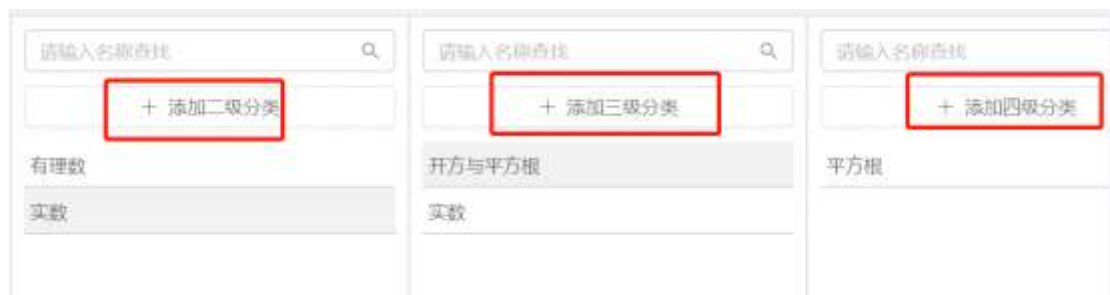 请输入名称查找
+ 添加二级分类
有理数
实数
请输入名称查找
+ 添加三级分类
开方与平方根
实数
请输入名称查找
+ 添加四级分类
平方根